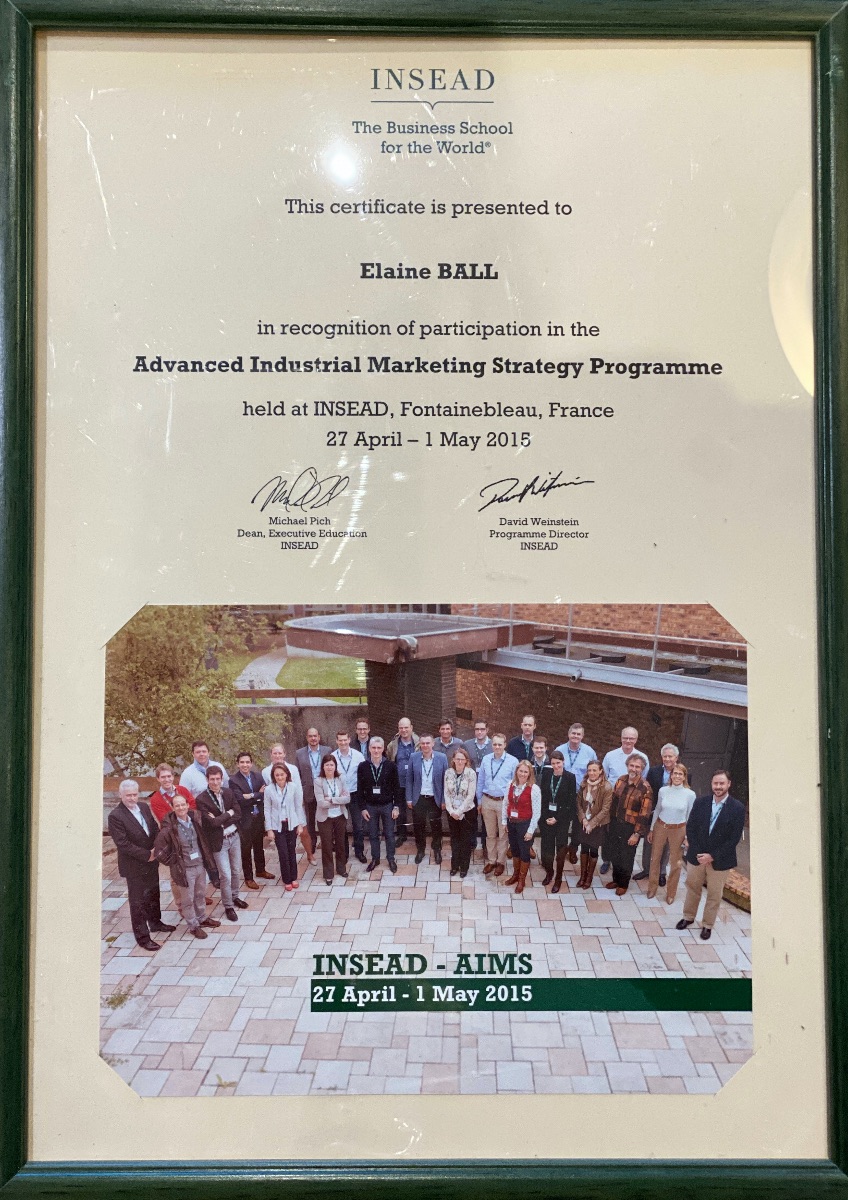 INSEAD
The Business School
for the World®
This certificate is presented to
Elaine BALL
in recognition of participation in the
Advanced Industrial Marketing Strategy Programme
held at INSEAD, Fontainebleau, France
27 April – 1 May 2015
Michael Pich
Dean, Executive Education
INSEAD
David Weinstein
Programme Director
INSEAD
INSEAD - AIMS
27 April - 1 May 2015